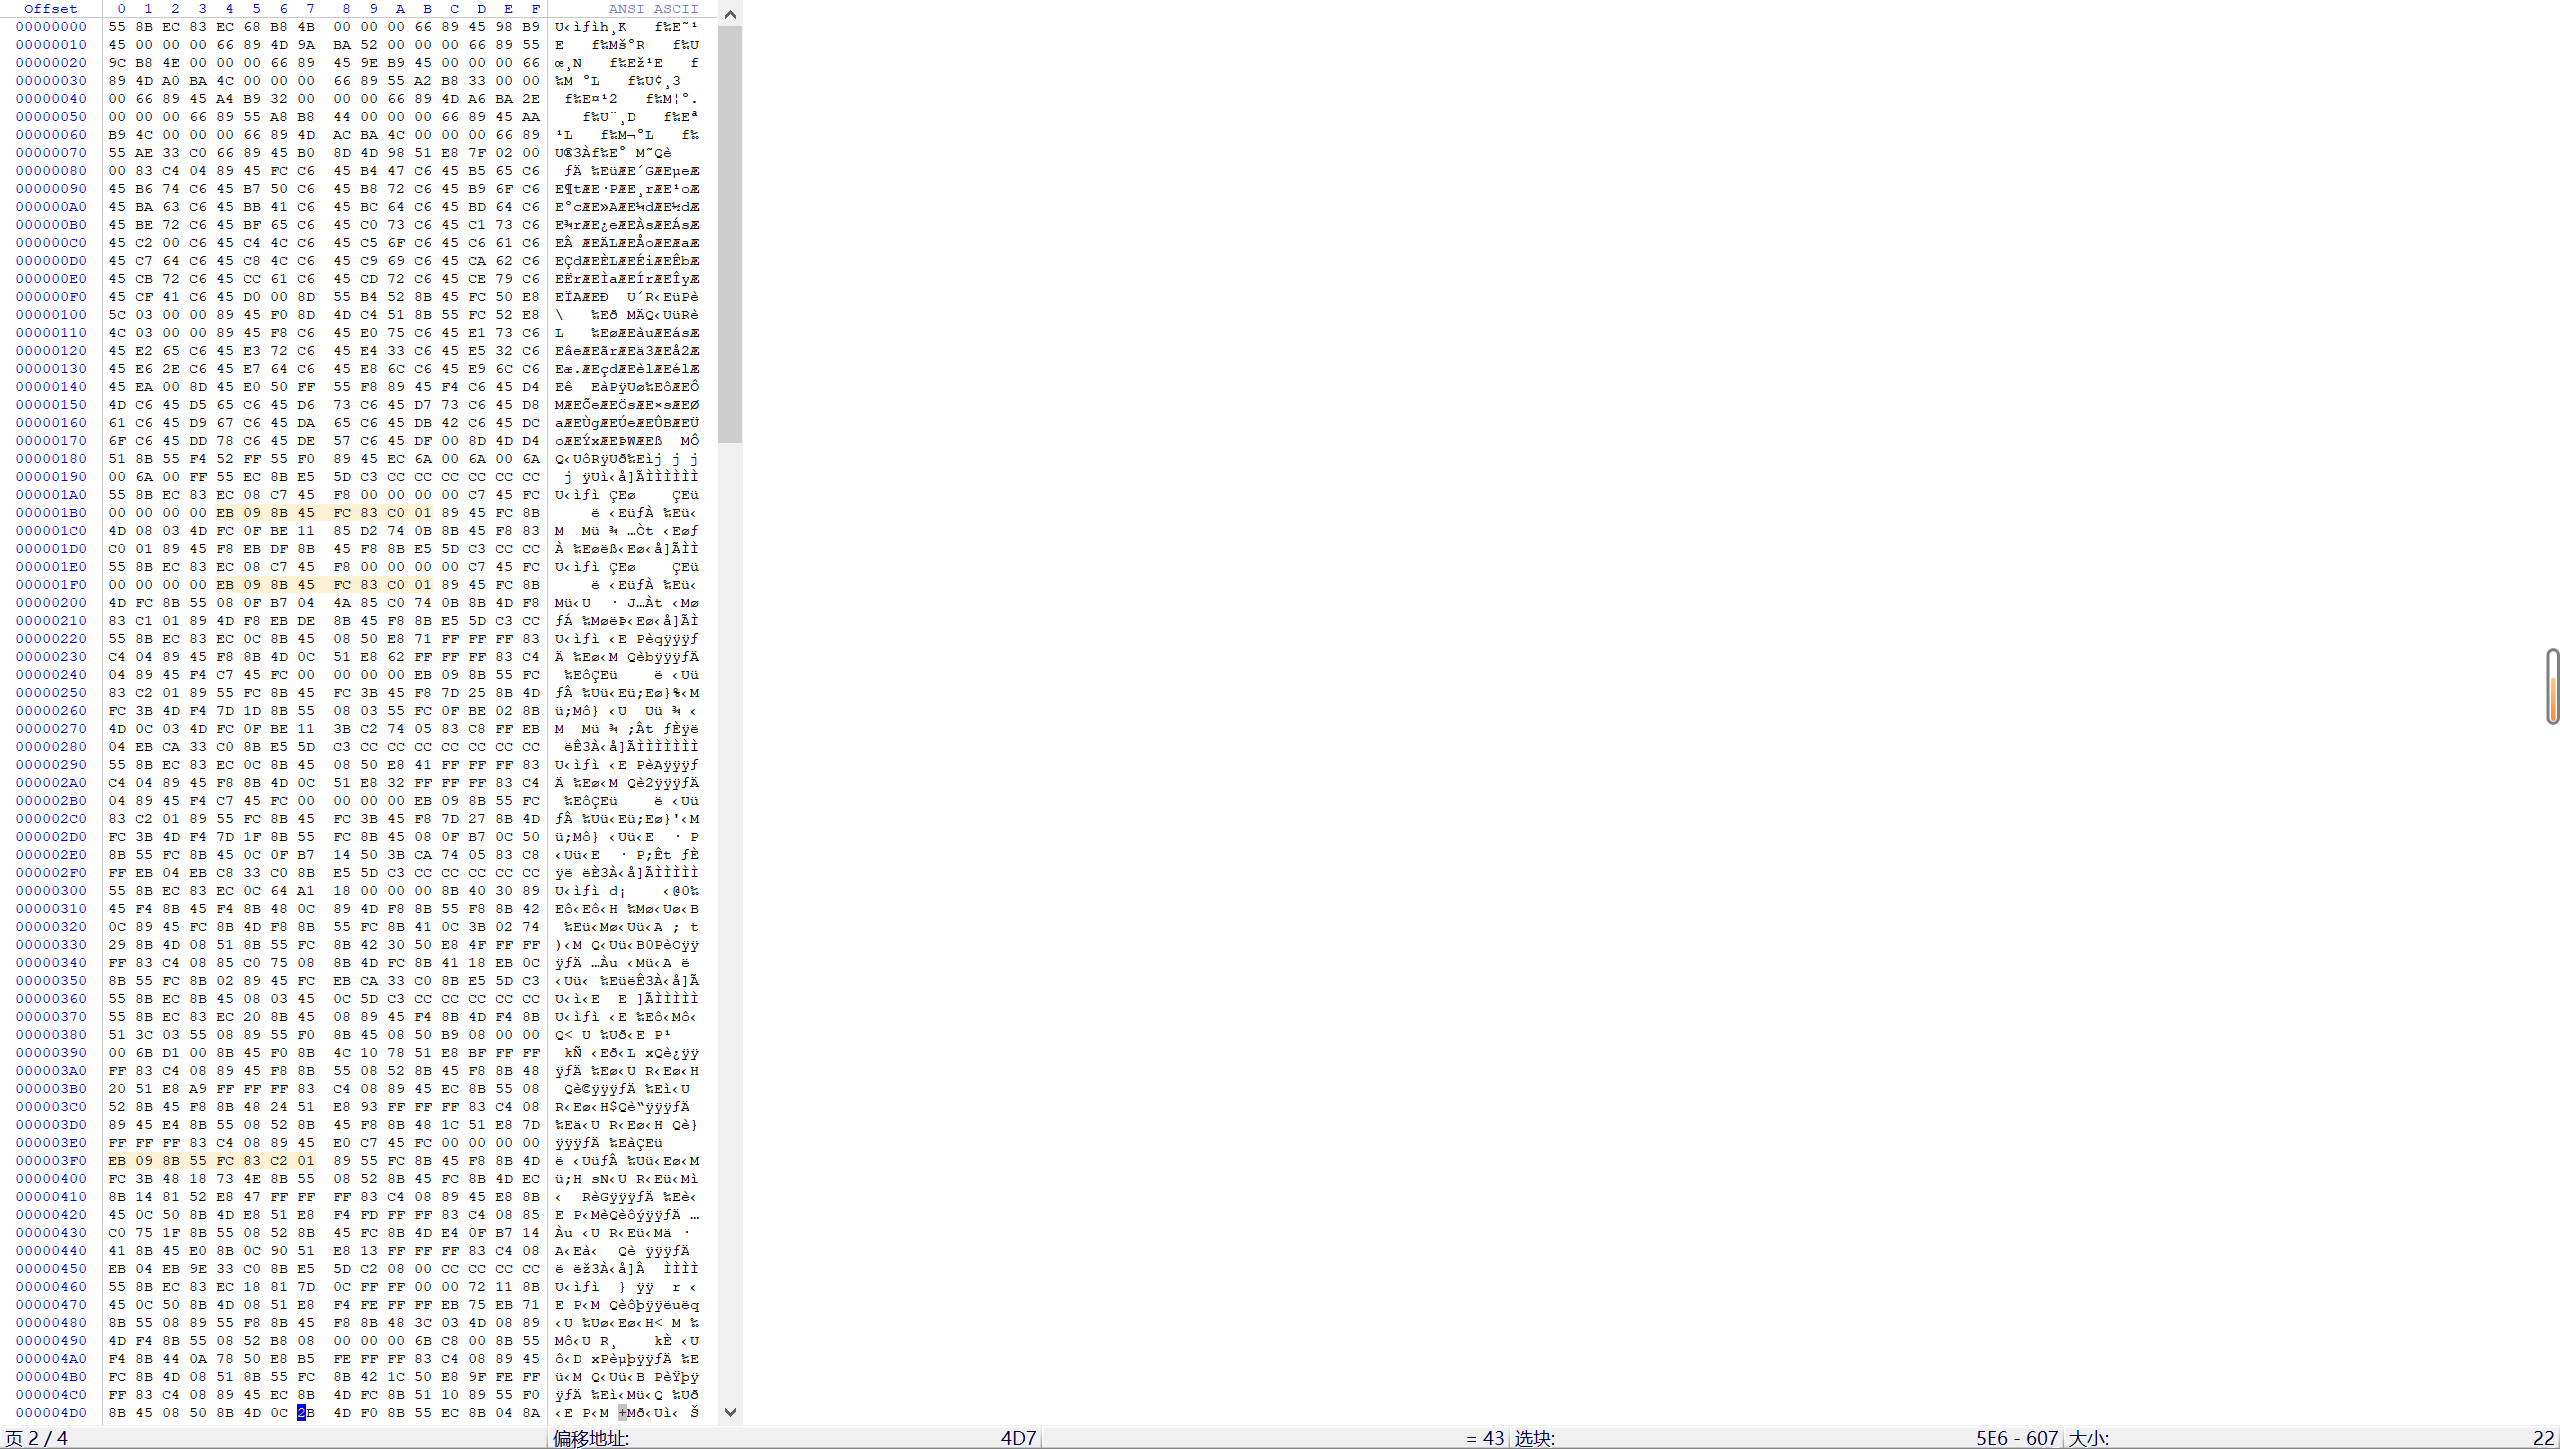 Offset 0 1 2 3 4 5 6 7 8 9 A B C D E F ANSI ASCII
00000000 55 8B EC 83 EC 68 B8 4B 00 00 00 66 89 45 98 B9 U‹ìfìh¸K f‰E˜¹
00000010 45 00 00 00 66 89 4D 9A BA 52 00 00 00 66 89 55 E f‰MšºR f‰U
00000020 9C B8 4E 00 00 00 66 89 45 9E B9 45 00 00 00 66 œ¸N f‰Ež¹E f
00000030 89 4D A0 BA 4C 00 00 00 66 89 55 A2 B8 33 00 00 ‰M ºL f‰U¢¸3
00000040 00 66 89 45 A4 B9 32 00 00 00 66 89 4D A6 BA 2E f‰E¤¹2 f‰M¦º.
00000050 00 00 00 66 89 55 A8 B8 44 00 00 00 66 89 45 AA f‰U¨¸D f‰Eª
00000060 B9 4C 00 00 00 66 89 4D AC BA 4C 00 00 00 66 89 ¹L f‰M¬ºL f‰
00000070 55 AE 33 C0 66 89 45 B0 8D 4D 98 51 E8 7F 02 00 U®3Àf‰E° M˜Qè
00000080 00 83 C4 04 89 45 FC C6 45 B4 47 C6 45 B5 65 C6 fÄ ‰EüÆE´GÆEµeÆ
00000090 45 B6 74 C6 45 B7 50 C6 45 B8 72 C6 45 B9 6F C6 E¶tÆE·PÆE¸rÆE¹oÆ
000000A0 45 BA 63 C6 45 BB 41 C6 45 BC 64 C6 45 BD 64 C6 EºcÆE»AÆE¼dÆE½dÆ
000000B0 45 BE 72 C6 45 BF 65 C6 45 C0 73 C6 45 C1 73 C6 E¾rÆE¿eÆEÀsÆEÁsÆ
000000C0 45 C2 00 C6 45 C4 4C C6 45 C5 6F C6 45 C6 61 C6 EÂ ÆEÄLÆEÅoÆEÆaÆ
000000D0 45 C7 64 C6 45 C8 4C C6 45 C9 69 C6 45 CA 62 C6 EÇdÆEÈLÆEÉiÆEÊbÆ
000000E0 45 CB 72 C6 45 CC 61 C6 45 CD 72 C6 45 CE 79 C6 EËrÆEÌaÆEÍrÆEÎyÆ
000000F0 45 CF 41 C6 45 D0 00 8D 55 B4 52 8B 45 FC 50 E8 EÏAÆEÐ U´R‹EüPè
00000100 5C 03 00 00 89 45 F0 8D 4D C4 51 8B 55 FC 52 E8 \ ‰Eð MÄQ‹UüRè
00000110 4C 03 00 00 89 45 F8 C6 45 E0 75 C6 45 E1 73 C6 L ‰EøÆEàuÆEásÆ
00000120 45 E2 65 C6 45 E3 72 C6 45 E4 33 C6 45 E5 32 C6 EâeÆEãrÆEä3ÆEå2Æ
00000130 45 E6 2E C6 45 E7 64 C6 45 E8 6C C6 45 E9 6C C6 Eæ.ÆEçdÆEèlÆEélÆ
00000140 45 EA 00 8D 45 E0 50 FF 55 F8 89 45 F4 C6 45 D4 Eê EàPÿUø‰EôÆEÔ
00000150 4D C6 45 D5 65 C6 45 D6 73 C6 45 D7 73 C6 45 D8 MÆEÕeÆEÖsÆE×sÆEØ
00000160 61 C6 45 D9 67 C6 45 DA 65 C6 45 DB 42 C6 45 DC aÆEÙgÆEÚeÆEÛBÆEÜ
00000170 6F C6 45 DD 78 C6 45 DE 57 C6 45 DF 00 8D 4D D4 oÆEÝxÆEÞWÆEß MÔ
00000180 51 8B 55 F4 52 FF 55 F0 89 45 EC 6A 00 6A 00 6A Q‹UôRÿUð‰Eìj j j
00000190 00 6A 00 FF 55 EC 8B E5 5D C3 CC CC CC CC CC CC j ÿUì‹å]ÃÌÌÌÌÌÌ
000001A0 55 8B EC 83 EC 08 C7 45 F8 00 00 00 00 C7 45 FC U‹ìfì ÇEø ÇEü
000001B0 00 00 00 00 EB 09 8B 45 FC 83 C0 01 89 45 FC 8B ë ‹EüfÀ ‰Eü‹
000001C0 4D 08 03 4D FC 0F BE 11 85 D2 74 0B 8B 45 F8 83 M Mü ¾ …Òt ‹Eøf
000001D0 C0 01 89 45 F8 EB DF 8B 45 F8 8B E5 5D C3 CC CC À ‰Eøëß‹Eø‹å]ÃÌÌ
000001E0 55 8B EC 83 EC 08 C7 45 F8 00 00 00 00 C7 45 FC U‹ìfì ÇEø ÇEü
000001F0 00 00 00 00 EB 09 8B 45 FC 83 C0 01 89 45 FC 8B ë ‹EüfÀ ‰Eü‹
00000200 4D FC 8B 55 08 0F B7 04 4A 85 C0 74 0B 8B 4D F8 Mü‹U · J…Àt ‹Mø
00000210 83 C1 01 89 4D F8 EB DE 8B 45 F8 8B E5 5D C3 CC fÁ ‰MøëÞ‹Eø‹å]ÃÌ
00000220 55 8B EC 83 EC 0C 8B 45 08 50 E8 71 FF FF FF 83 U‹ìfì ‹E Pèqÿÿÿf
00000230 C4 04 89 45 F8 8B 4D 0C 51 E8 62 FF FF FF 83 C4 Ä ‰Eø‹M QèbÿÿÿfÄ
00000240 04 89 45 F4 C7 45 FC 00 00 00 00 EB 09 8B 55 FC ‰EôÇEü ë ‹Uü
00000250 83 C2 01 89 55 FC 8B 45 FC 3B 45 F8 7D 25 8B 4D fÂ ‰Uü‹Eü;Eø}%‹M
00000260 FC 3B 4D F4 7D 1D 8B 55 08 03 55 FC 0F BE 02 8B ü;Mô} ‹U Uü ¾ ‹
00000270 4D 0C 03 4D FC 0F BE 11 3B C2 74 05 83 C8 FF EB M Mü ¾ ;Ât fÈÿë
00000280 04 EB CA 33 C0 8B E5 5D C3 CC CC CC CC CC CC CC ëÊ3À‹å]ÃÌÌÌÌÌÌÌ
00000290 55 8B EC 83 EC 0C 8B 45 08 50 E8 41 FF FF FF 83 U‹ìfì ‹E PèAÿÿÿf
000002A0 C4 04 89 45 F8 8B 4D 0C 51 E8 32 FF FF FF 83 C4 Ä ‰Eø‹M Qè2ÿÿÿfÄ
000002B0 04 89 45 F4 C7 45 FC 00 00 00 00 EB 09 8B 55 FC ‰EôÇEü ë ‹Uü
000002C0 83 C2 01 89 55 FC 8B 45 FC 3B 45 F8 7D 27 8B 4D fÂ ‰Uü‹Eü;Eø}'‹M
000002D0 FC 3B 4D F4 7D 1F 8B 55 FC 8B 45 08 0F B7 0C 50 ü;Mô} ‹Uü‹E · P
000002E0 8B 55 FC 8B 45 0C 0F B7 14 50 3B CA 74 05 83 C8 ‹Uü‹E · P;Êt fÈ
000002F0 FF EB 04 EB C8 33 C0 8B E5 5D C3 CC CC CC CC CC ÿë ëÈ3À‹å]ÃÌÌÌÌÌ
00000300 55 8B EC 83 EC 0C 64 A1 18 00 00 00 8B 40 30 89 U‹ìfì d¡ ‹@0‰
00000310 45 F4 8B 45 F4 8B 48 0C 89 4D F8 8B 55 F8 8B 42 Eô‹Eô‹H ‰Mø‹Uø‹B
00000320 0C 89 45 FC 8B 4D F8 8B 55 FC 8B 41 0C 3B 02 74 ‰Eü‹Mø‹Uü‹A ; t
00000330 29 8B 4D 08 51 8B 55 FC 8B 42 30 50 E8 4F FF FF )‹M Q‹Uü‹B0PèOÿÿ
00000340 FF 83 C4 08 85 C0 75 08 8B 4D FC 8B 41 18 EB 0C ÿfÄ …Àu ‹Mü‹A ë
00000350 8B 55 FC 8B 02 89 45 FC EB CA 33 C0 8B E5 5D C3 ‹Uü‹ ‰EüëÊ3À‹å]Ã
00000360 55 8B EC 8B 45 08 03 45 0C 5D C3 CC CC CC CC CC U‹ì‹E E ]ÃÌÌÌÌÌ
00000370 55 8B EC 83 EC 20 8B 45 08 89 45 F4 8B 4D F4 8B U‹ìfì ‹E ‰Eô‹Mô‹
00000380 51 3C 03 55 08 89 55 F0 8B 45 08 50 B9 08 00 00 Q< U ‰Uð‹E P¹
00000390 00 6B D1 00 8B 45 F0 8B 4C 10 78 51 E8 BF FF FF kÑ ‹Eð‹L xQè¿ÿÿ
000003A0 FF 83 C4 08 89 45 F8 8B 55 08 52 8B 45 F8 8B 48 ÿfÄ ‰Eø‹U R‹Eø‹H
000003B0 20 51 E8 A9 FF FF FF 83 C4 08 89 45 EC 8B 55 08 Qè©ÿÿÿfÄ ‰Eì‹U
000003C0 52 8B 45 F8 8B 48 24 51 E8 93 FF FF FF 83 C4 08 R‹Eø‹H$Qè“ÿÿÿfÄ
000003D0 89 45 E4 8B 55 08 52 8B 45 F8 8B 48 1C 51 E8 7D ‰Eä‹U R‹Eø‹H Qè}
000003E0 FF FF FF 83 C4 08 89 45 E0 C7 45 FC 00 00 00 00 ÿÿÿfÄ ‰EàÇEü
000003F0 EB 09 8B 55 FC 83 C2 01 89 55 FC 8B 45 F8 8B 4D ë ‹UüfÂ ‰Uü‹Eø‹M
00000400 FC 3B 48 18 73 4E 8B 55 08 52 8B 45 FC 8B 4D EC ü;H sN‹U R‹Eü‹Mì
00000410 8B 14 81 52 E8 47 FF FF FF 83 C4 08 89 45 E8 8B ‹ RèGÿÿÿfÄ ‰Eè‹
00000420 45 0C 50 8B 4D E8 51 E8 F4 FD FF FF 83 C4 08 85 E P‹MèQèôýÿÿfÄ …
00000430 C0 75 1F 8B 55 08 52 8B 45 FC 8B 4D E4 0F B7 14 Àu ‹U R‹Eü‹Mä ·
00000440 41 8B 45 E0 8B 0C 90 51 E8 13 FF FF FF 83 C4 08 A‹Eà‹ Qè ÿÿÿfÄ
00000450 EB 04 EB 9E 33 C0 8B E5 5D C2 08 00 CC CC CC CC ë ëž3À‹å]Â ÌÌÌÌ
00000460 55 8B EC 83 EC 18 81 7D 0C FF FF 00 00 72 11 8B U‹ìfì } ÿÿ r ‹
00000470 45 0C 50 8B 4D 08 51 E8 F4 FE FF FF EB 75 EB 71 E P‹M Qèôþÿÿëuëq
00000480 8B 55 08 89 55 F8 8B 45 F8 8B 48 3C 03 4D 08 89 ‹U ‰Uø‹Eø‹H< M ‰
00000490 4D F4 8B 55 08 52 B8 08 00 00 00 6B C8 00 8B 55 Mô‹U R¸ kÈ ‹U
000004A0 F4 8B 44 0A 78 50 E8 B5 FE FF FF 83 C4 08 89 45 ô‹D xPèµþÿÿfÄ ‰E
000004B0 FC 8B 4D 08 51 8B 55 FC 8B 42 1C 50 E8 9F FE FF ü‹M Q‹Uü‹B PèŸþÿ
000004C0 FF 83 C4 08 89 45 EC 8B 4D FC 8B 51 10 89 55 F0 ÿfÄ ‰Eì‹Mü‹Q ‰Uð
000004D0 8B 45 08 50 8B 4D 0C 2B 4D F0 8B 55 EC 8B 04 8A ‹E P‹M +Mð‹Uì‹ Š
页 2 / 4 偏移地址: 4D7 = 43 选块: 5E6 - 607 大小: 22